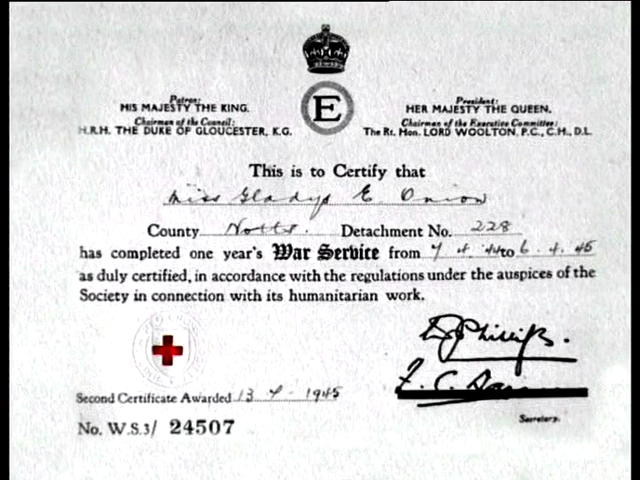 Patron:
HIS MAJESTY THE KING.
Chairman of the Council:
H.R.H. THE DUKE OF GLOUCESTER, K.G.
E
President:
HER MAJESTY THE QUEEN.
Chairman of the Executive Committee:
The Rt. Hon. LORD WOOLTON, P.C., C.H., D.L.
This is to Certify that
Miss Gladys E. Onion
County Notts. Detachment No. 228
has completed one year's War Service from 7. 4. 44 to 6. 4. 45
as duly certified, in accordance with the regulations under the auspices of the
Society in connection with its humanitarian work.
Phillips.
F. C.
Second Certificate Awarded 13 4 1945
Secretary.
No. W.S.3/ 24507